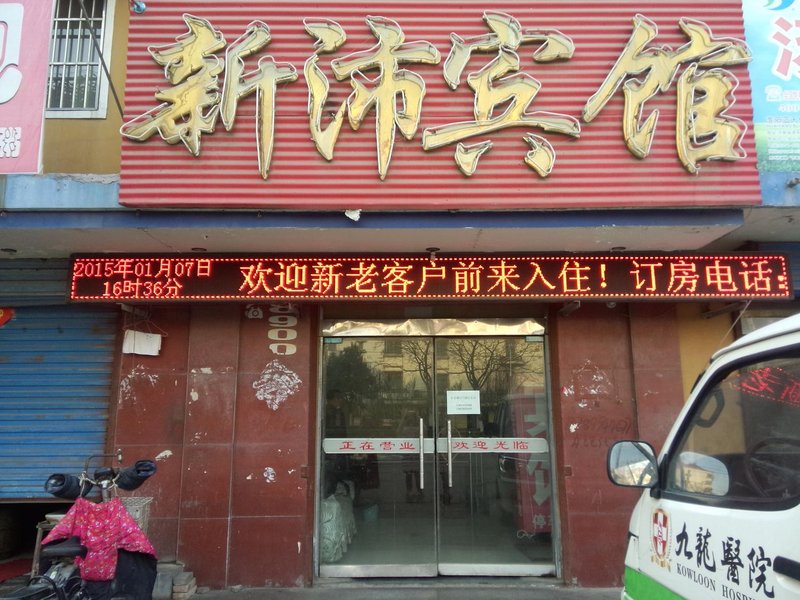 新沛宾馆
2015年01月07日
16时36分
欢迎新老客户前来入住！订房电话：
正在营业
欢迎光临
九龍醫院
KOWLOON HOSP